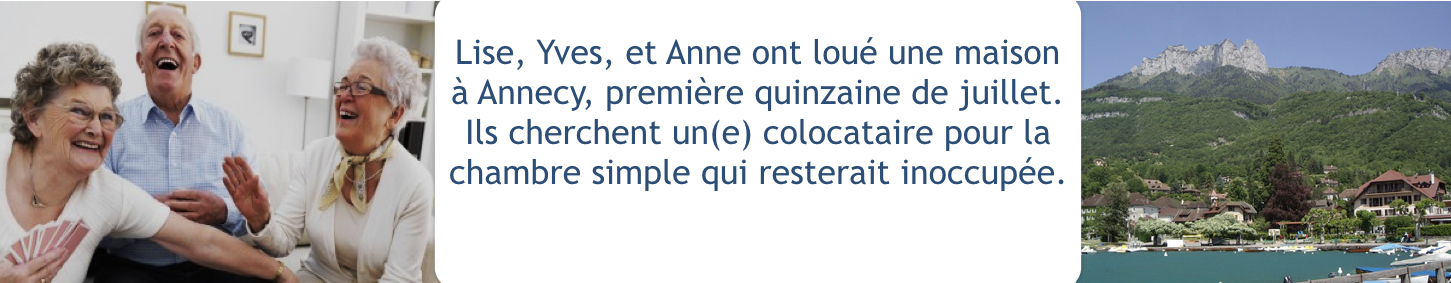 Lise, Yves, et Anne ont loué une maison
à Annecy, première quinzaine de juillet.
Ils cherchent un(e) colocataire pour la
chambre simple qui resterait inoccupée.